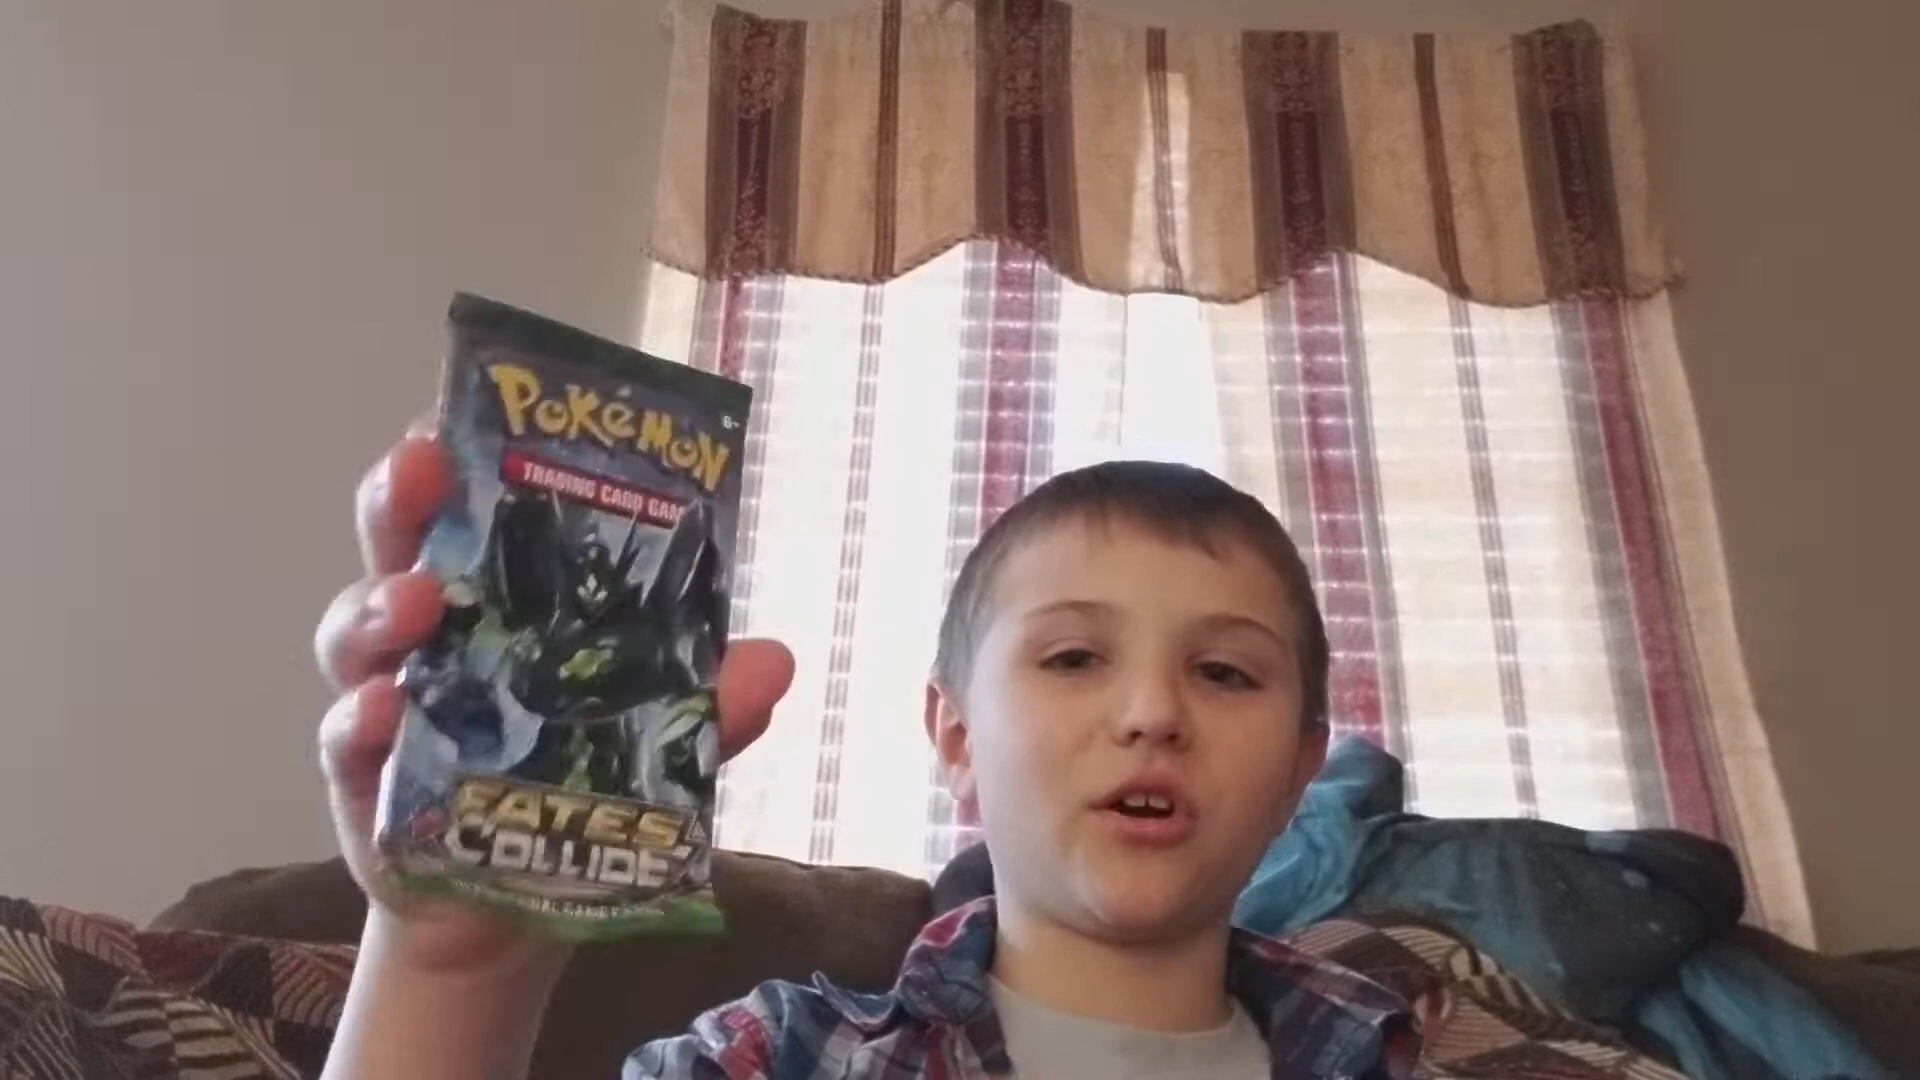 POKéMON
6+
TRADING CARD GAME
FATES
COLLIDE